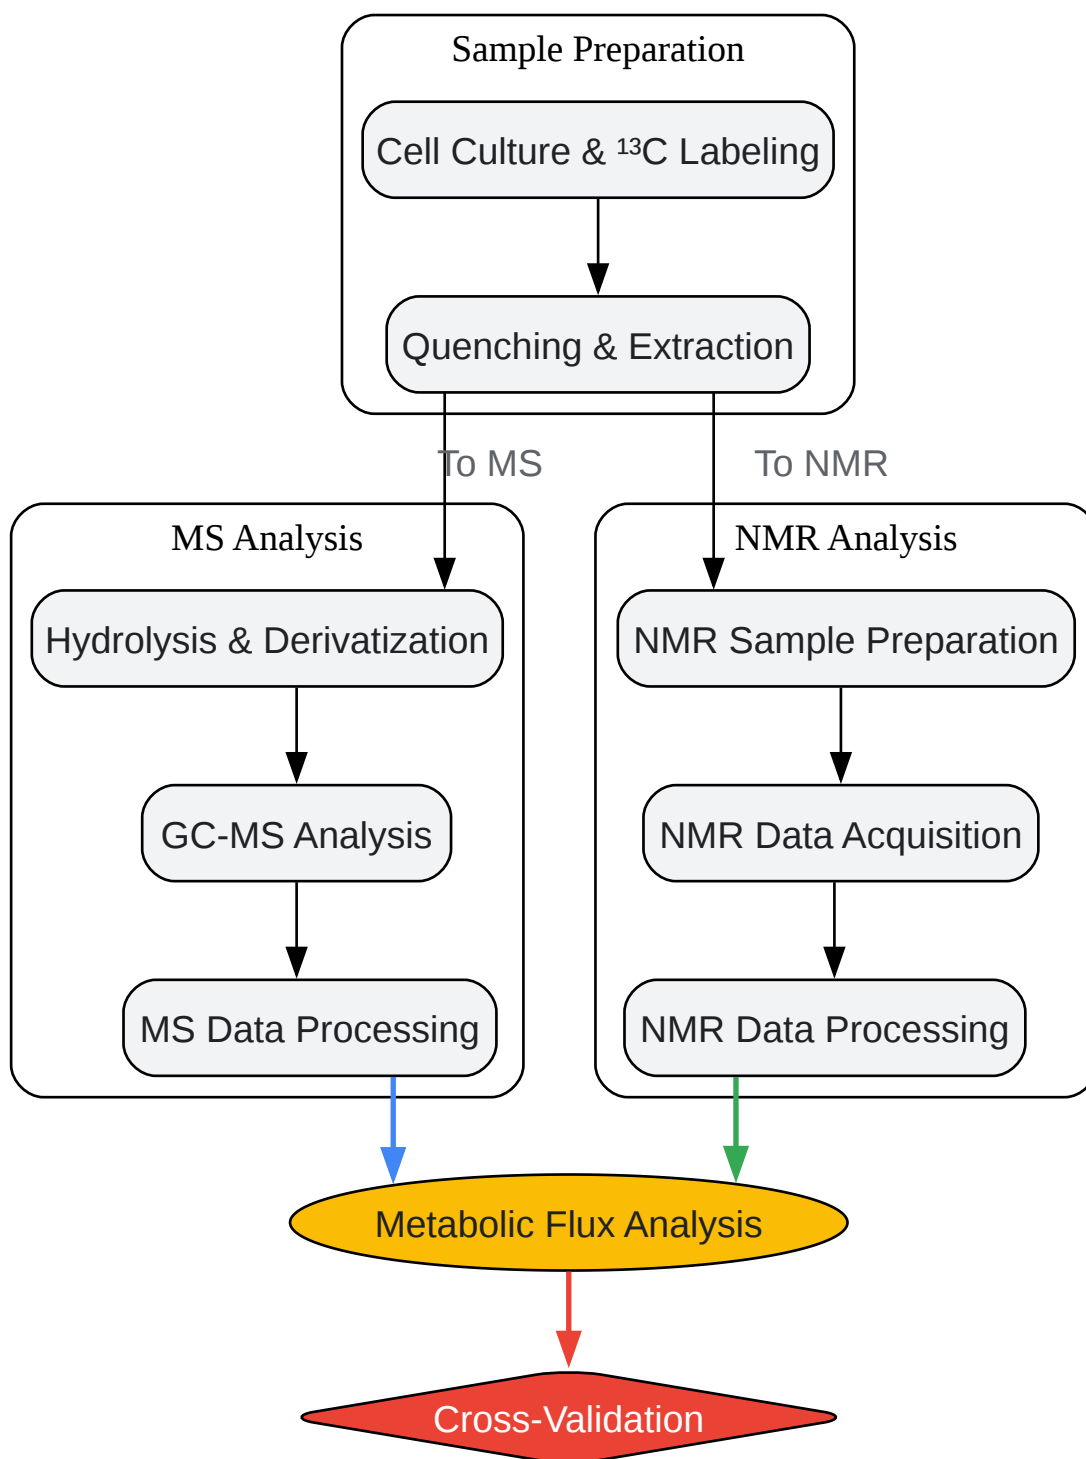 Sample Preparation
Cell Culture & ¹³C Labeling
Quenching & Extraction
To MS
To NMR
MS Analysis
Hydrolysis & Derivatization
GC-MS Analysis
MS Data Processing
NMR Analysis
NMR Sample Preparation
NMR Data Acquisition
NMR Data Processing
Metabolic Flux Analysis
Cross-Validation